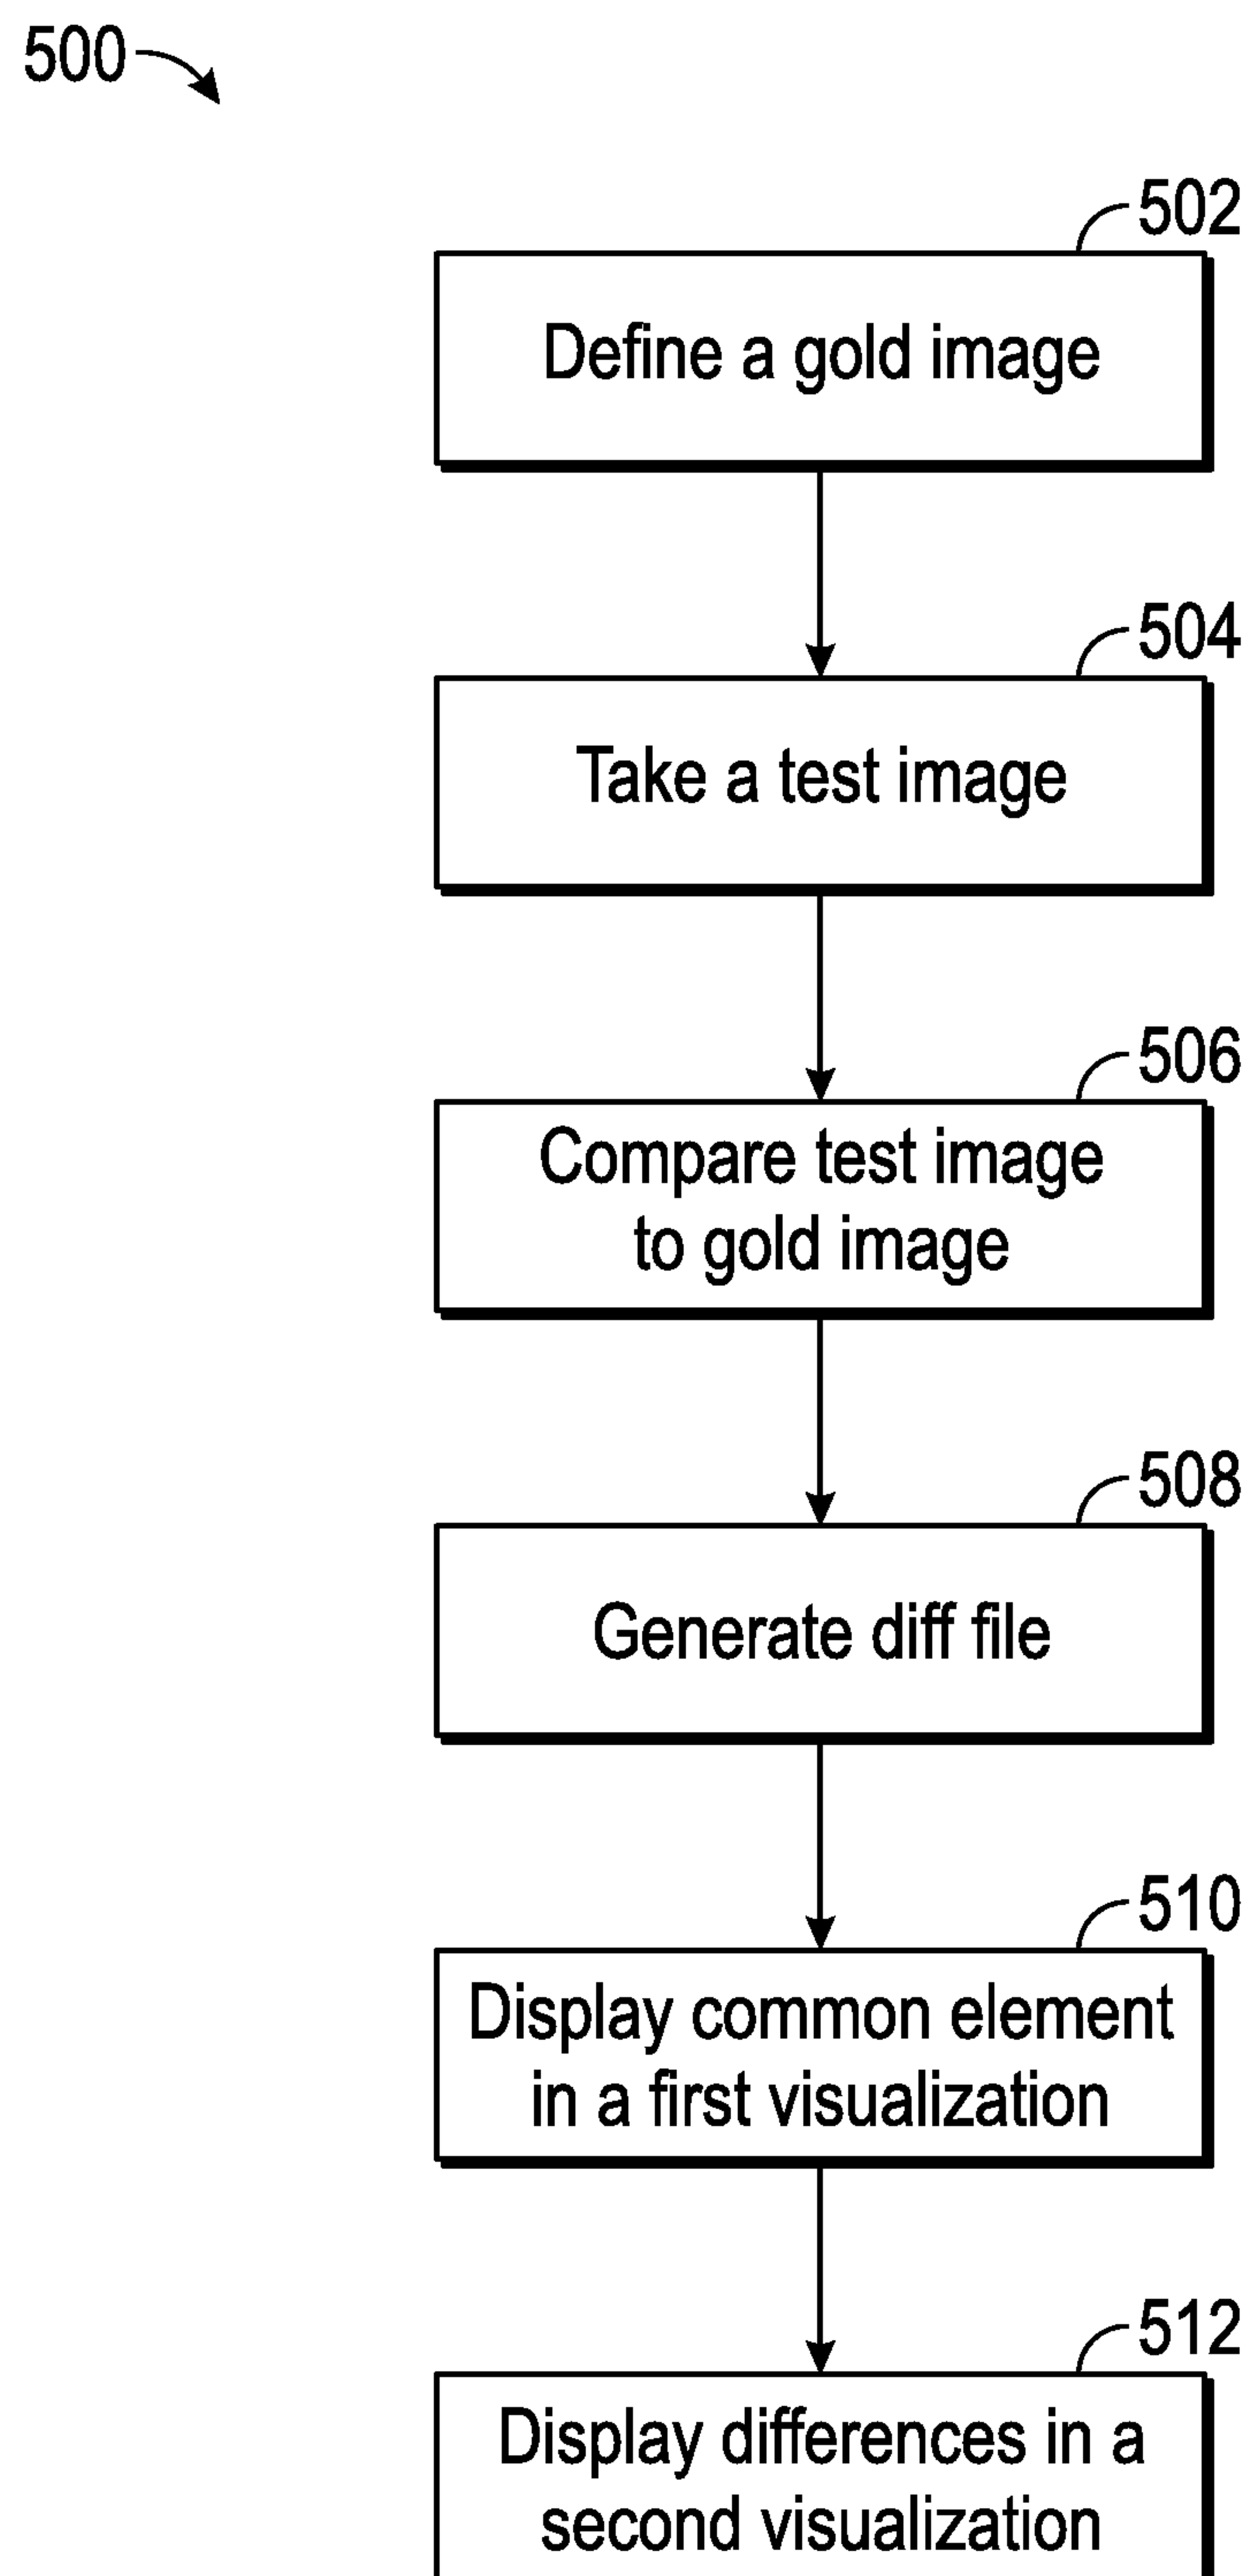 500
502
Define a gold image
504
Take a test image
506
Compare test image
to gold image
508
Generate diff file
510
Display common element
in a first visualization
512
Display differences in a
second visualization